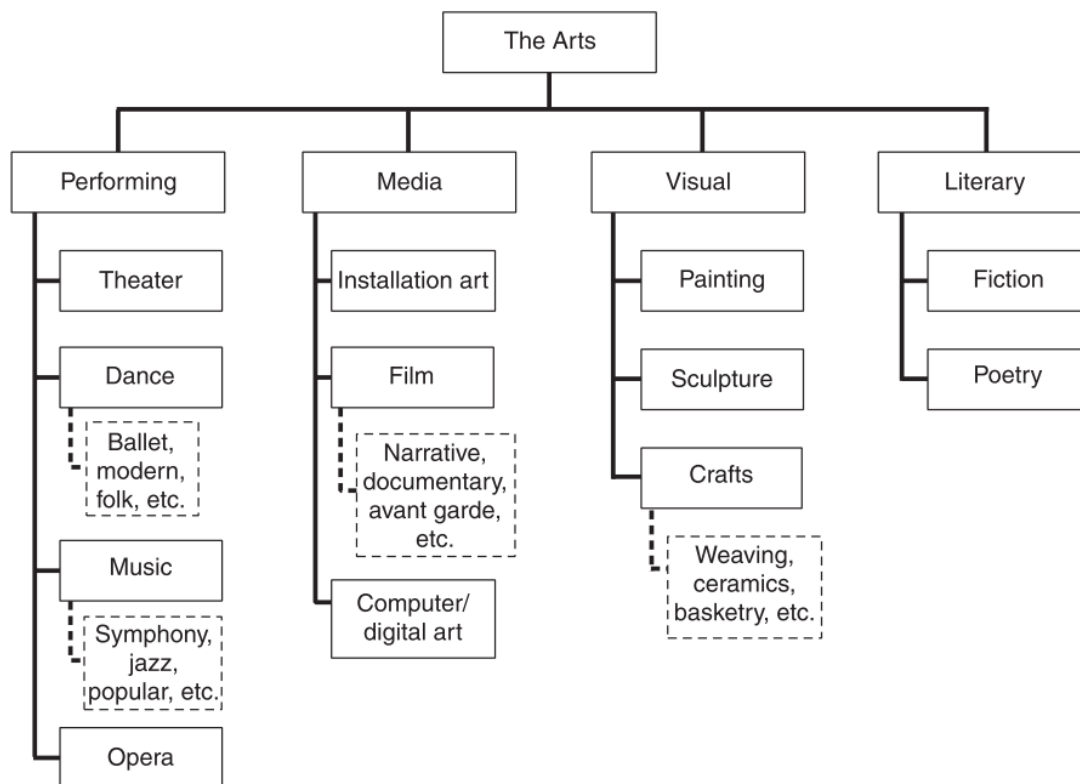 The Arts
Performing
Media
Visual
Literary
Theater
Installation art
Painting
Fiction
Dance
Film
Sculpture
Poetry
Ballet,
modern,
folk, etc.
Narrative,
documentary,
avant garde,
etc.
Crafts
Weaving,
ceramics,
basketry, etc.
Music
Computer/
digital art
Symphony,
jazz,
popular, etc.
Opera